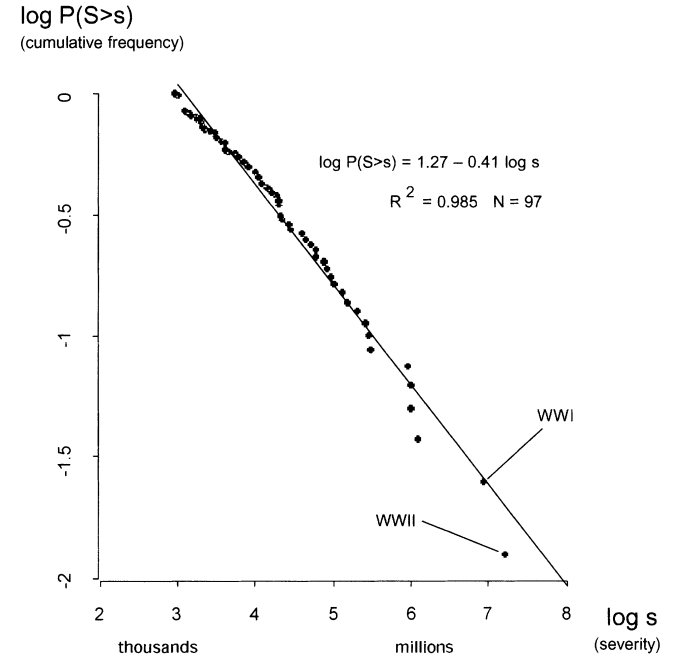 log P(S>s)
(cumulative frequency)
0
log P(S>s) = 1.27 – 0.41 log s
R 2 = 0.985 N = 97
-0.5
-1
WWI
-1.5
WWII
-2
2 3 4 5 6 7 8
log s
thousands millions
(severity)